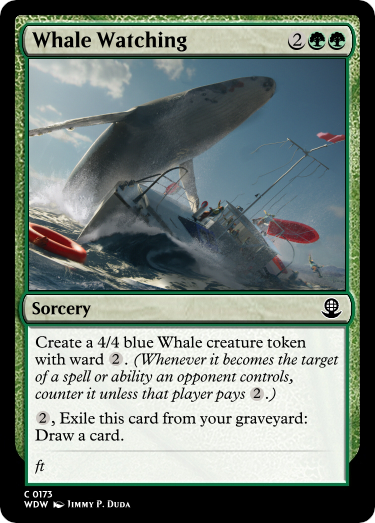 Whale Watching 2
Sorcery
Create a 4/4 blue Whale creature token
with ward 2. (Whenever it becomes the target
of a spell or ability an opponent controls,
counter it unless that player pays 2.)
2, Exile this card from your graveyard:
Draw a card.
ft
C 0173
WDW Jimmy P. Duda